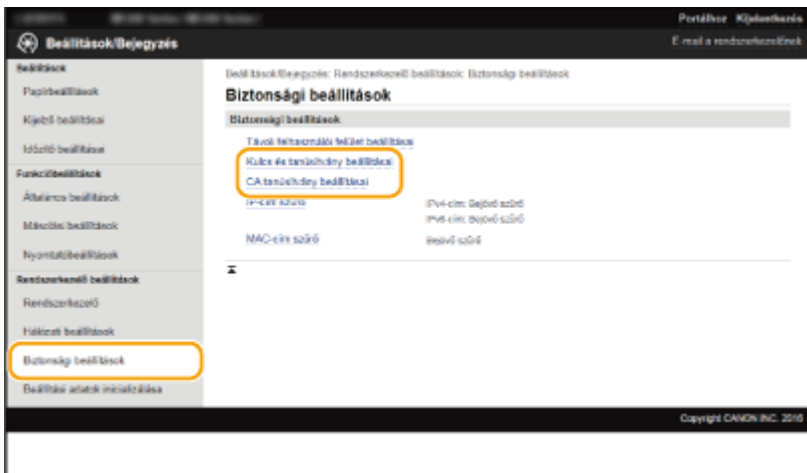 Portálhoz Kijelentkezés
Beállítások/Bejegyzés
E-mail a rendszerkezelőnek
Beállítások
Papírbeállítások
Kijelző beállításai
Időzítő beállításai
Funkcióbeállítások
Általános beállítások
Másolási beállítások
Nyomtatóbeállítások
Rendszerkezelő beállítások
Rendszerkezelő
Hálózati beállítások
Biztonsági beállítások
Beállítási adatok inicializálása
Beállítások/Bejegyzés: Rendszerkezelő beállítások: Biztonsági beállítások
Biztonsági beállítások
Biztonsági beállítások
Távoli felhasználói felület beállításai
Kulcs és tanúsítvány beállításai
CA tanúsítvány beállításai
IP-cím szűrő
IPv4-cím: Bejövő szűrő
IPv6-cím: Bejövő szűrő
MAC-cím szűrő
Bejövő szűrő
Copyright CANON INC. 2016